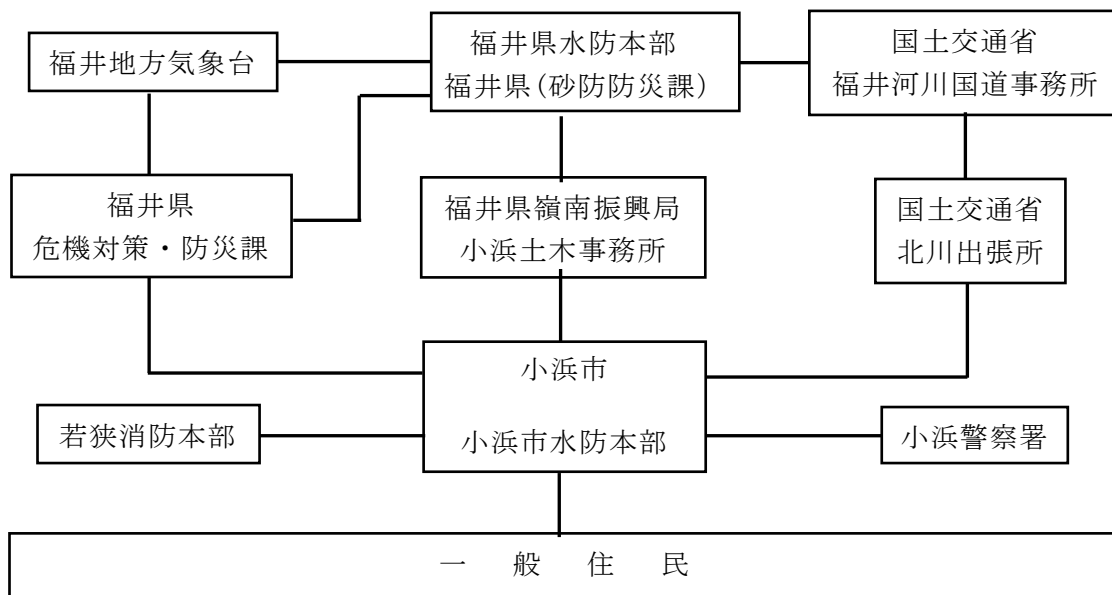 福井地方気象台
福井県水防本部
福井県(砂防防災課)
国土交通省
福井河川国道事務所
福井県
危機対策・防災課
福井県嶺南振興局
小浜土木事務所
国土交通省
北川出張所
小浜市
小浜市水防本部
若狭消防本部
小浜警察署
一般住民